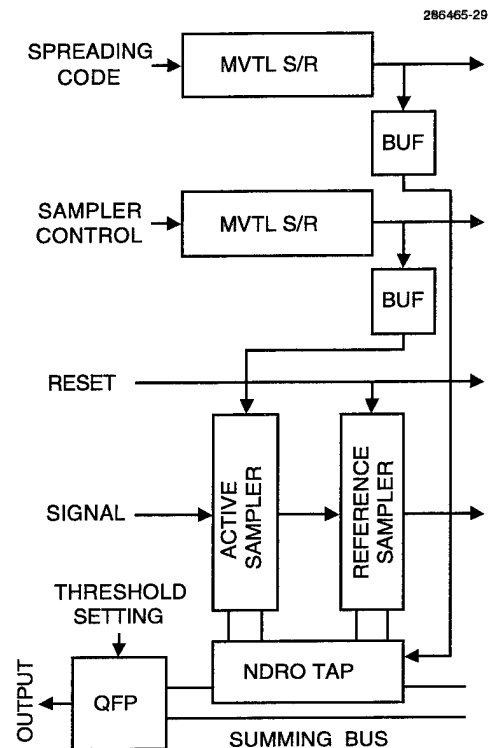 286465-29
SPREADING
CODE
MVTL S/R
BUF
SAMPLER
CONTROL
MVTL S/R
BUF
RESET
SIGNAL
ACTIVE
SAMPLER
REFERENCE
SAMPLER
THRESHOLD
SETTING
OUTPUT
QFP
NDRO TAP
SUMMING BUS